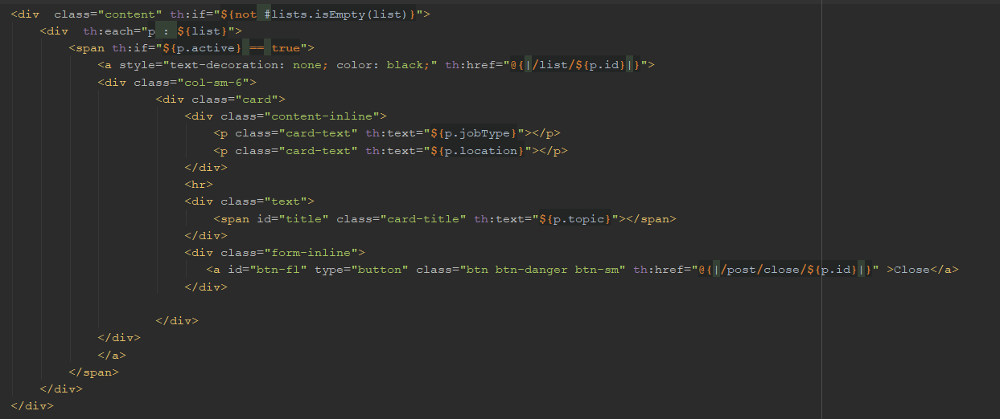 <div  class="content" th:if="${not #lists.isEmpty(list)}">
<div  th:each="p : ${list}">
<span th:if="${p.active} == true">
<a style="text-decoration: none; color: black;" th:href="@{|/list/${p.id}|}">
<div class="col-sm-6">
<div class="card">
<div class="content-inline">
<p class="card-text" th:text="${p.jobType}"></p>
<p class="card-text" th:text="${p.location}"></p>
</div>
<hr>
<div class="text">
<span id="title" class="card-title" th:text="${p.topic}"></span>
</div>
<div class="form-inline">
<a id="btn-fl" type="button" class="btn btn-danger btn-sm" th:href="@{|/post/close/${p.id}|}" >Close</a>
</div>
</div>
</div>
</a>
</span>
</div>
</div>